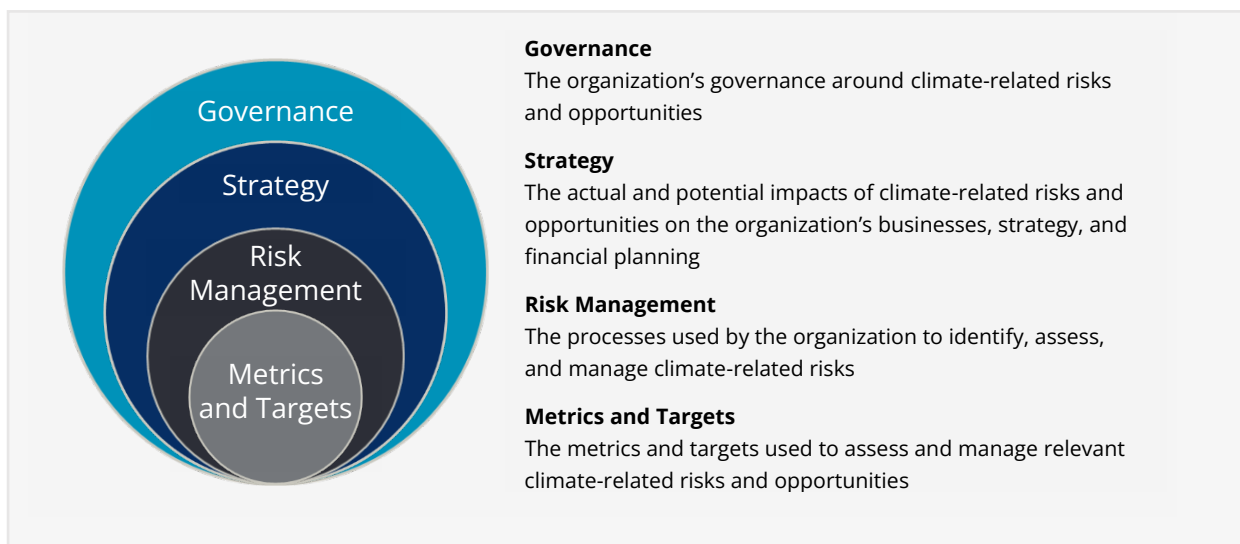 Governance
Strategy
Risk
Management
Metrics
and Targets
Governance
The organization’s governance around climate-related risks
and opportunities
Strategy
The actual and potential impacts of climate-related risks and
opportunities on the organization’s businesses, strategy, and
financial planning
Risk Management
The processes used by the organization to identify, assess,
and manage climate-related risks
Metrics and Targets
The metrics and targets used to assess and manage relevant
climate-related risks and opportunities